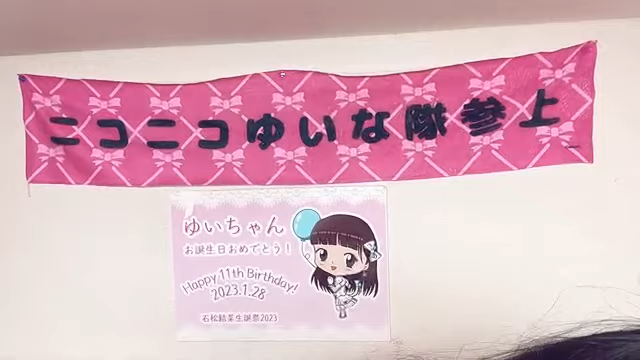 ニコニコゆいな隊参上
ゆいちゃん
お誕生日おめでとう！
Happy 11th Birthday!
2023.1.28
石松結菜生誕祭2023